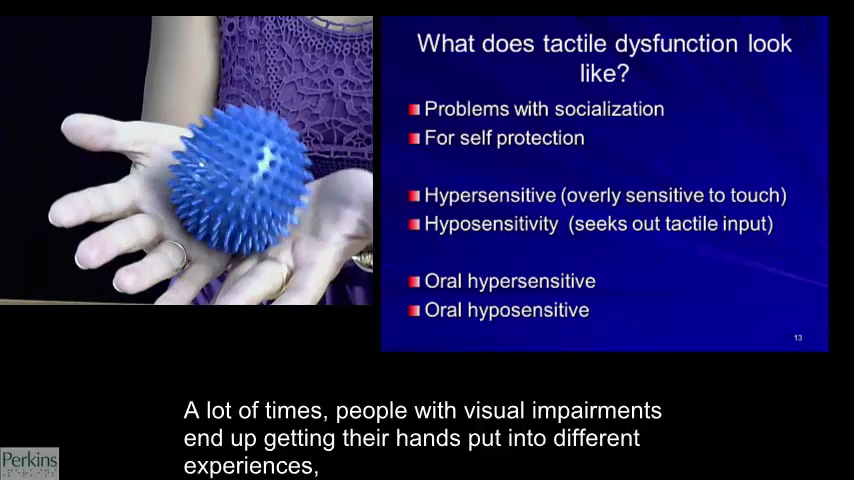 What does tactile dysfunction look
like?
Problems with socialization
For self protection
Hypersensitive (overly sensitive to touch)
Hyposensitivity (seeks out tactile input)
Oral hypersensitive
Oral hyposensitive
13
A lot of times, people with visual impairments
end up getting their hands put into different
experiences,
Perkins